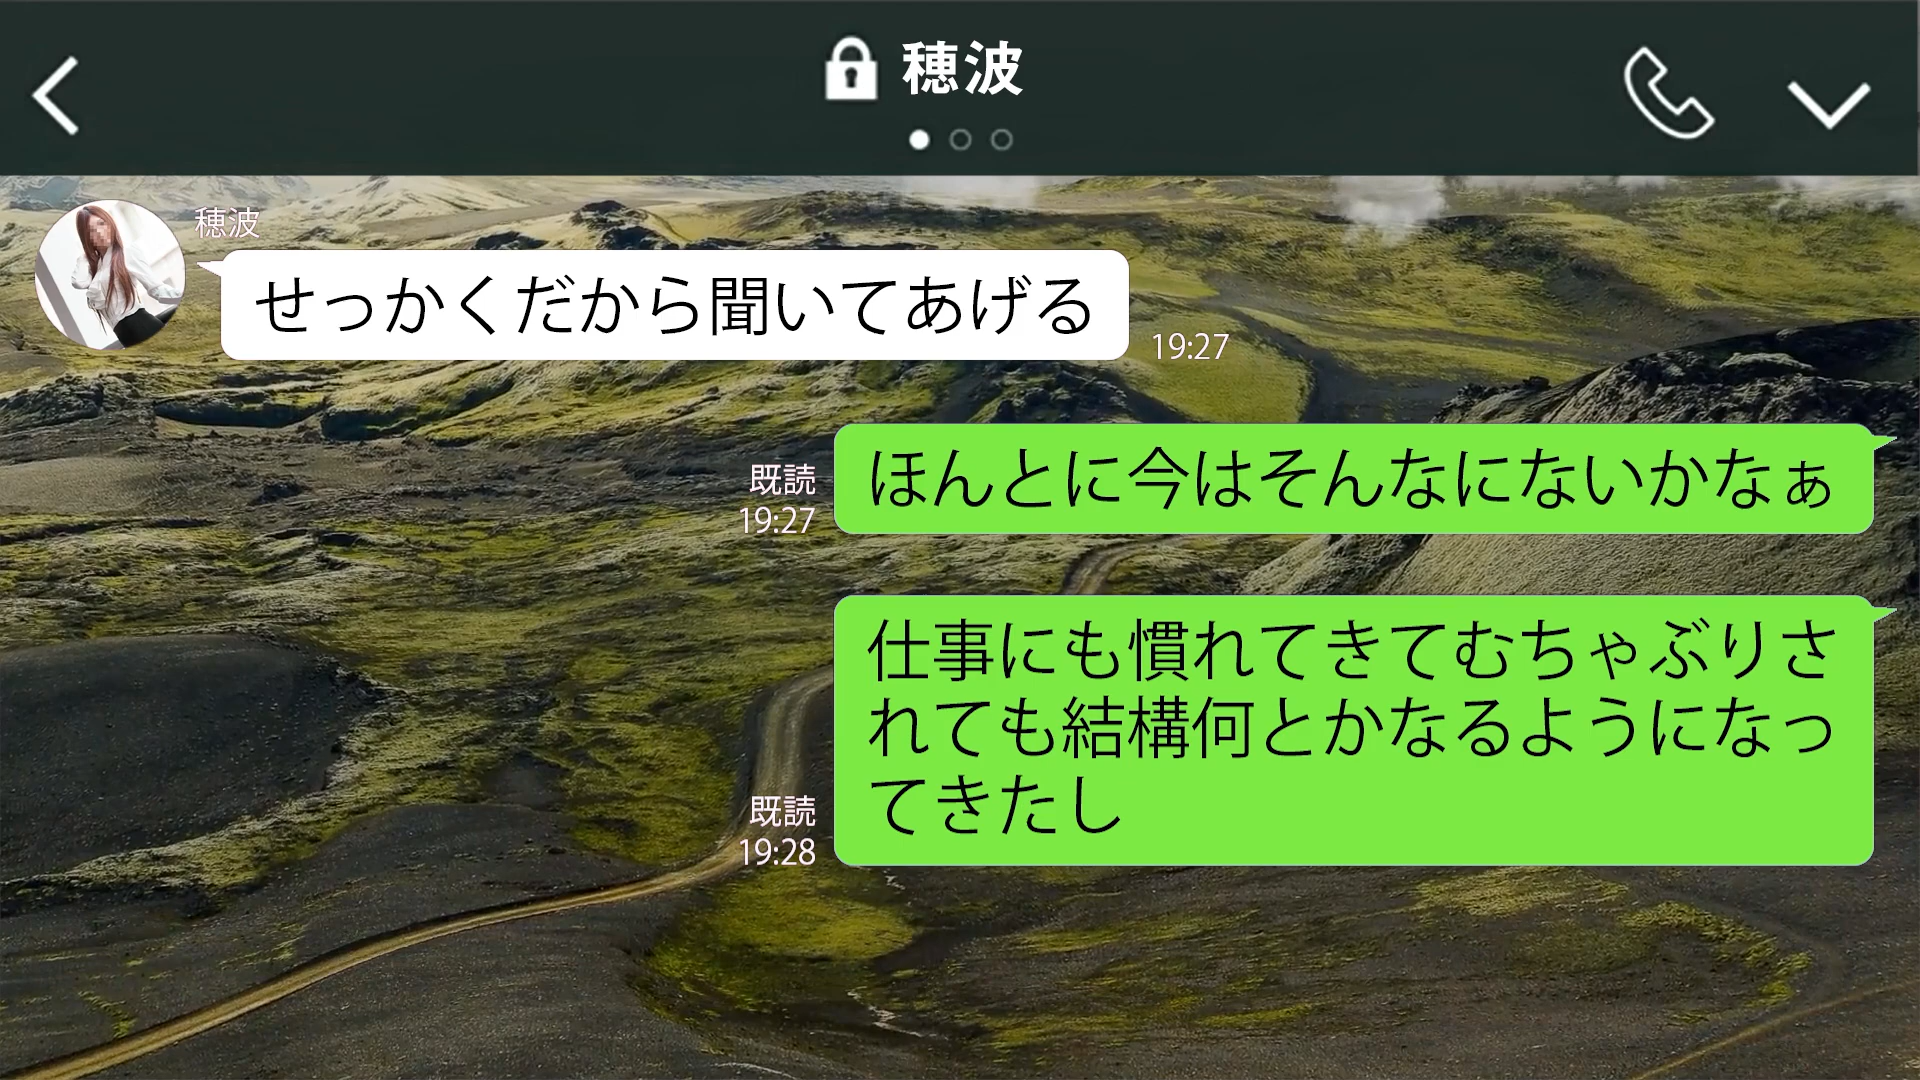 穂波
穂波
せっかくだから聞いてあげる
19:27
ほんとに今はそんなにないかなぁ
既読
19:27
仕事にも慣れてきてむちゃぶりさ
れても結構何とかなるようになっ
てきたし
既読
19:28